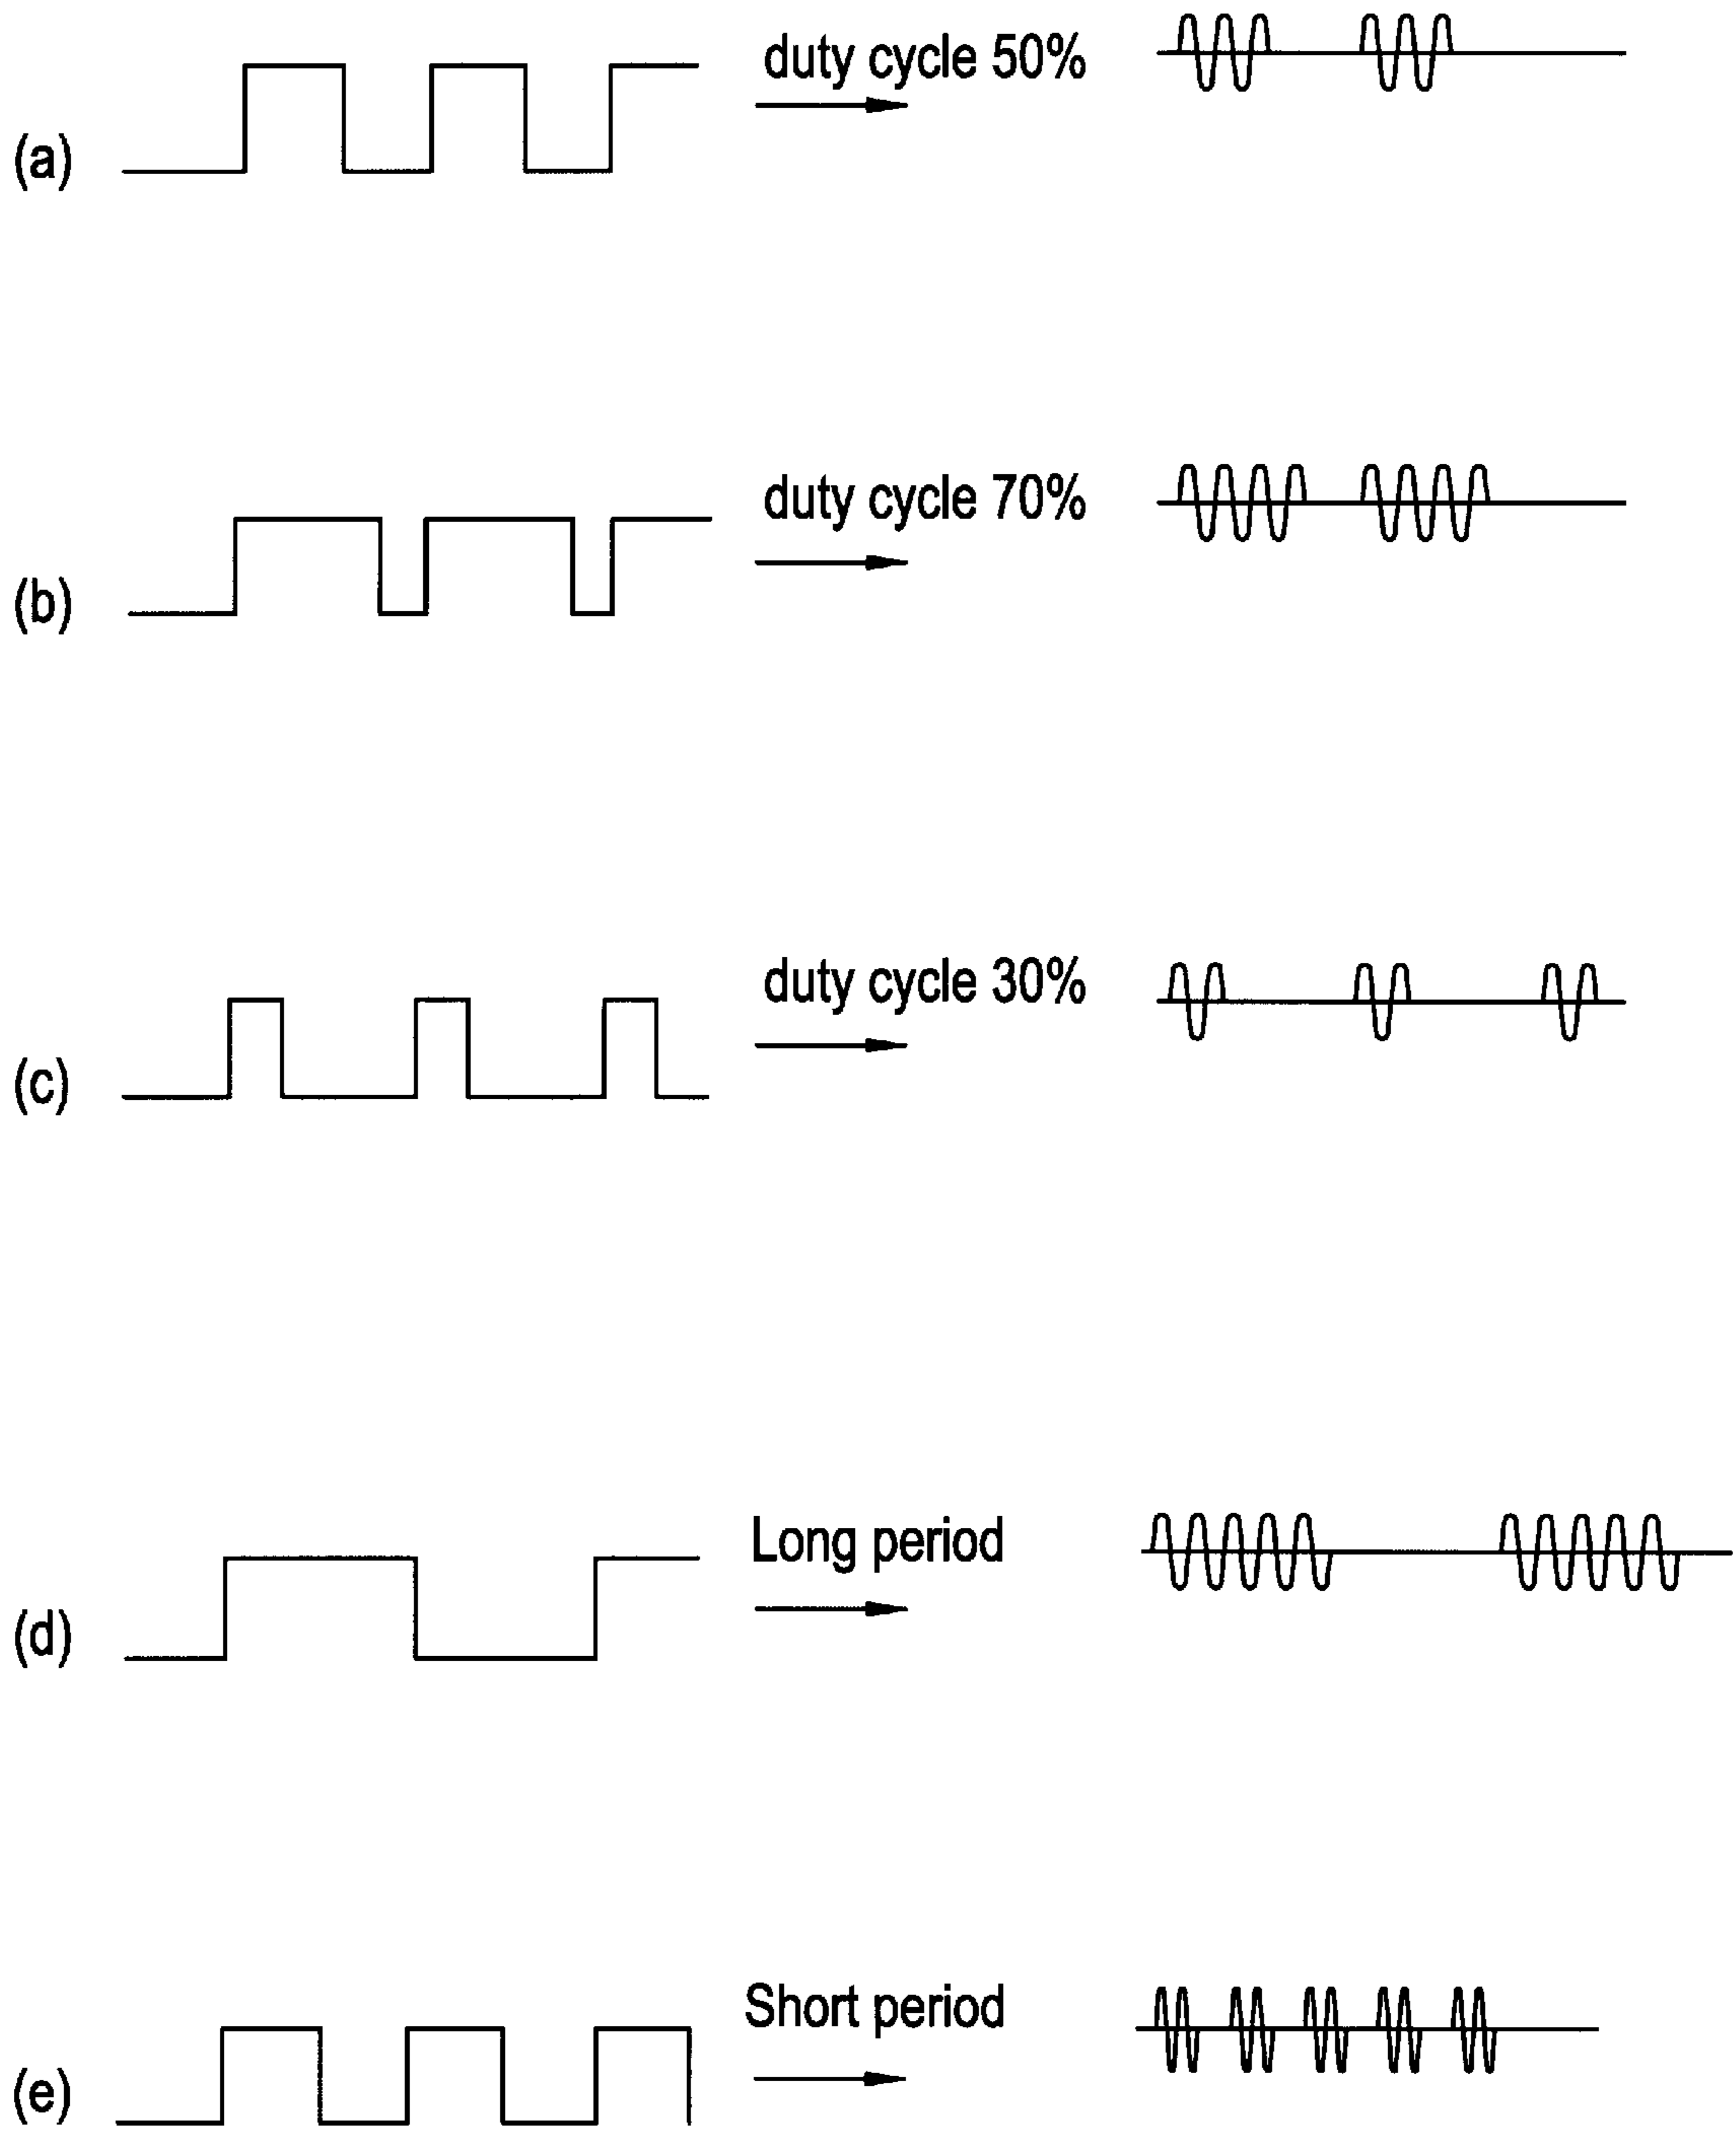 (a)
duty cycle 50%
(b)
duty cycle 70%
(c)
duty cycle 30%
(d)
Long period
(e)
Short period